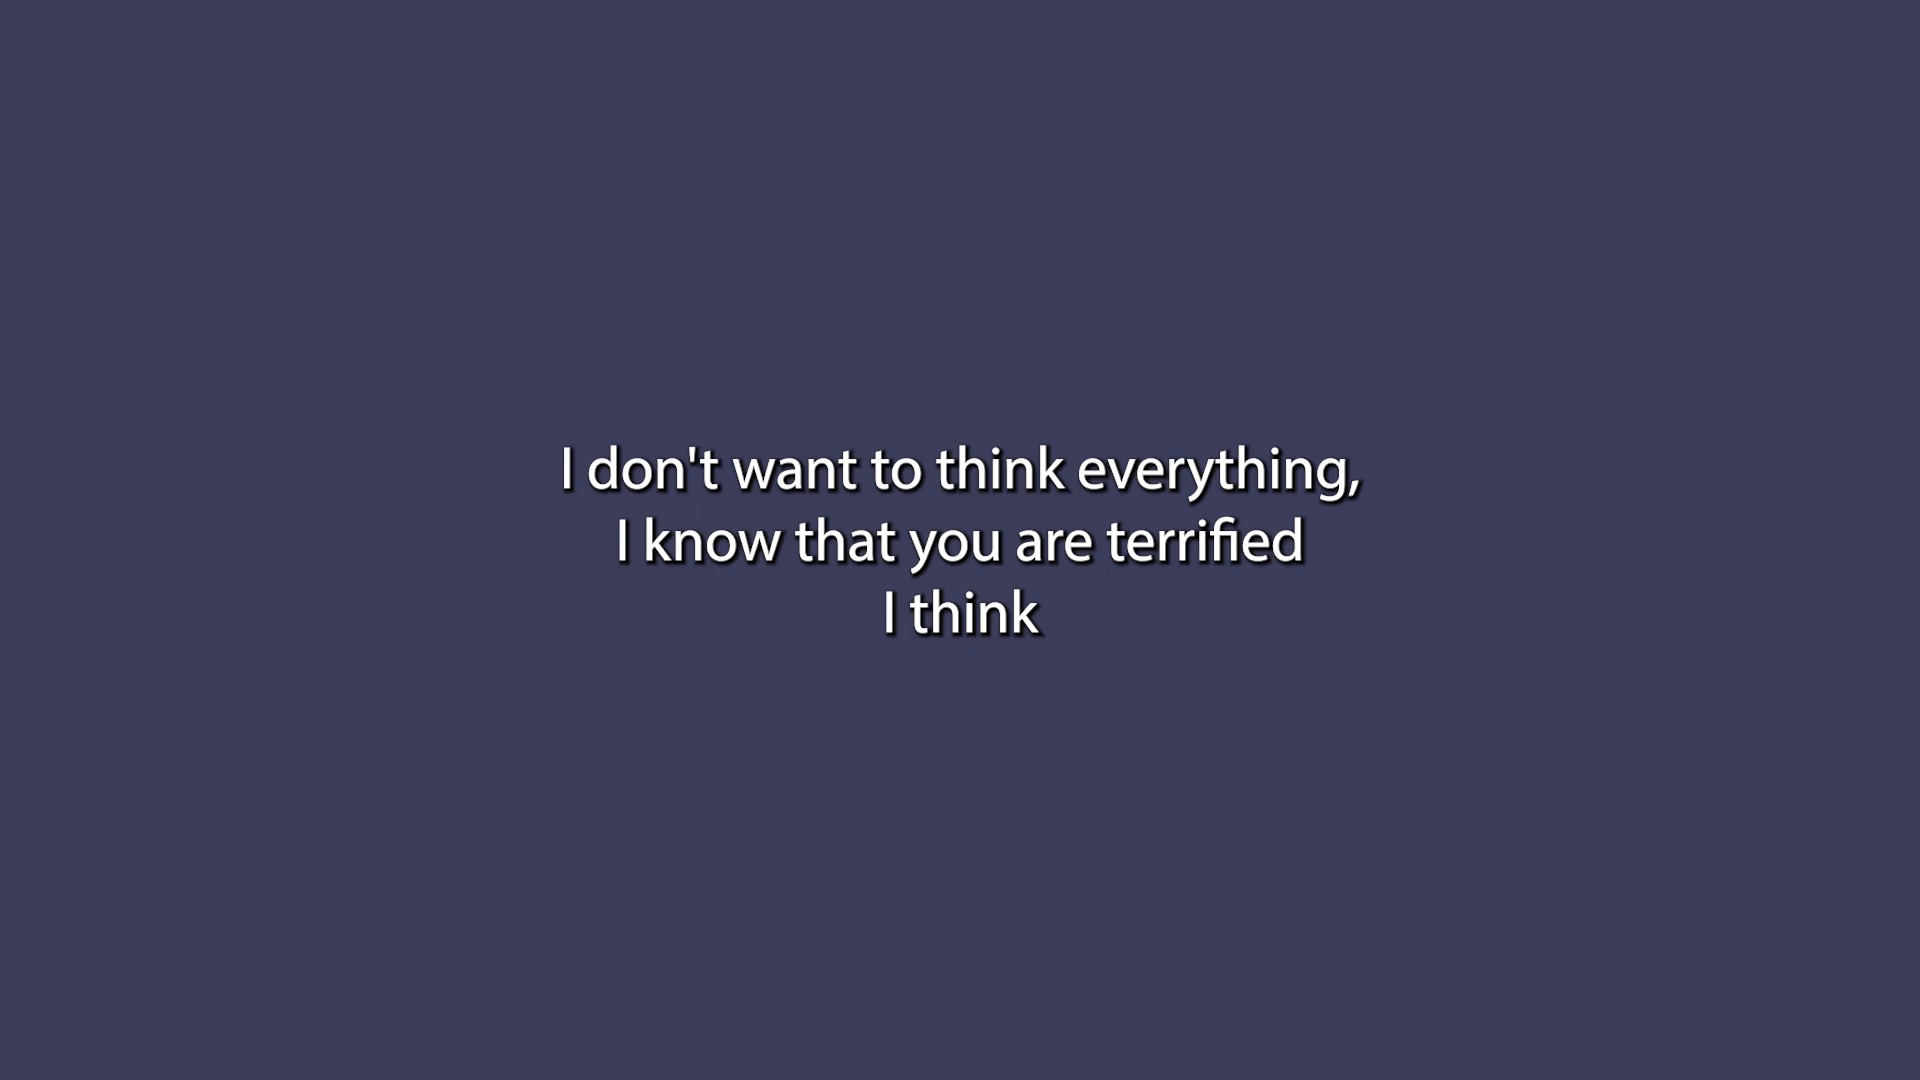 I don't want to think everything,
I know that you are terrified
I think